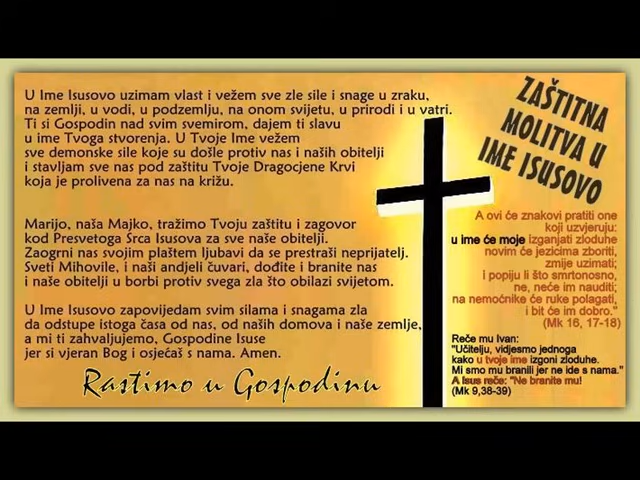 U Ime Isusovo uzimam vlast i vežem sve zle sile i snage u zraku,
na zemlji, u vodi, u podzemlju, na onom svijetu, u prirodi i u vatri.
Ti si Gospodin nad svim svemirom, dajem ti slavu
u ime Tvoga stvorenja. U Tvoje Ime vežem
sve demonske sile koje su došle protiv nas i naših obitelji
i stavljam sve nas pod zaštitu Tvoje Dragocjene Krvi
koja je prolivena za nas na križu.
Marijo, naša Majko, tražimo Tvoju zaštitu i zagovor
kod Presvetoga Srca Isusova za sve naše obitelji.
Zaogrni nas svojim plaštem ljubavi da se prestraši neprijatelj.
Sveti Mihovile, i naši andjeli čuvari, dođite i branite nas
i naše obitelji u borbi protiv svega zla što obilazi svijetom.
U Ime Isusovo zapovijedam svim silama i snagama zla
da odstupe istoga časa od nas, od naših domova i naše zemlje,
a mi ti zahvaljujemo, Gospodine Isuse
jer si vjeran Bog i osjećaš s nama. Amen.
Rastimo u Gospodinu
ZAŠTITNA
MOLITVA U
IME ISUSOVO
A ovi će znakovi pratiti one
koji uzvjeruju:
u ime će moje izganjati zloduhe
novim će jezicima zboriti,
zmije uzimati;
i popiju li što smrtonosno,
ne, neće im nauditi;
na nemoćnike će ruke polagati,
i bit će im dobro."
(Mk 16, 17-18)
Reče mu Ivan:
"Učitelju, vidjesmo jednoga
kako u tvoje ime izgoni zloduhe.
Mi smo mu branili jer ne ide s nama."
A Isus reče: "Ne branite mu!
(Mk 9,38-39)